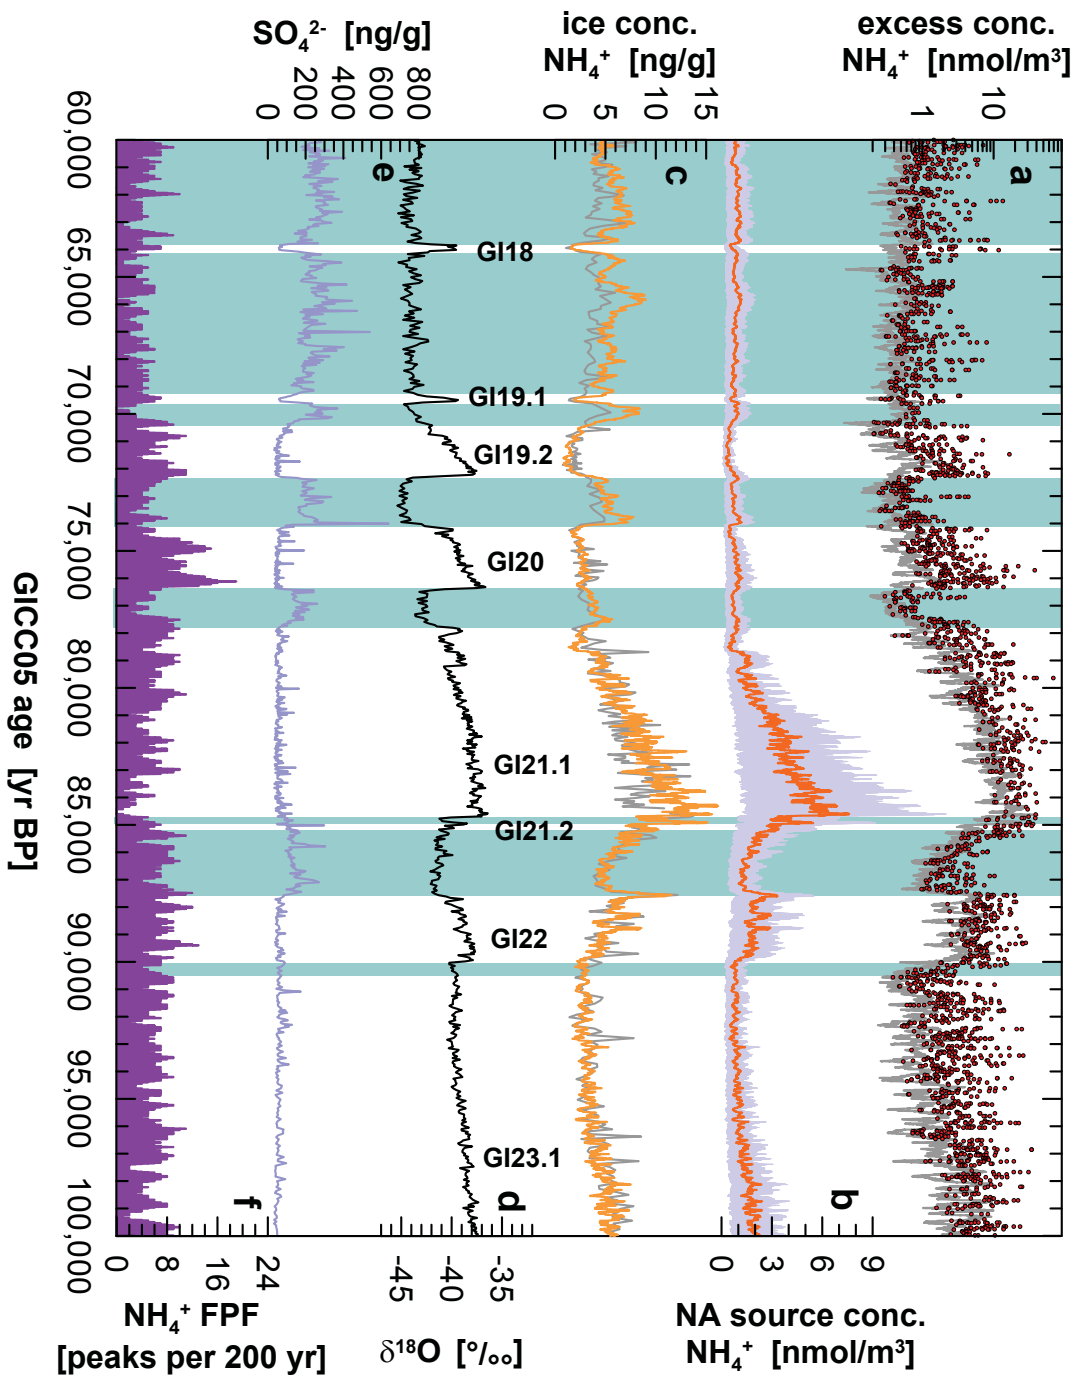 excess conc.
NH₄⁺ [nmol/m³]
1
10
ice conc.
NH₄⁺ [ng/g]
0
5
10
15
SO₄²⁻ [ng/g]
0
200
400
600
800
a
b
c
d
e
f
GI18
GI19.1
GI19.2
GI20
GI21.1
GI21.2
GI22
GI23.1
60,000
65,000
70,000
75,000
80,000
85,000
90,000
95,000
100,000
GICC05 age [yr BP]
0
8
16
24
NH₄⁺ FPF
[peaks per 200 yr]
-45
-40
-35
δ¹⁸O [°/₀₀]
0
3
6
9
NA source conc.
NH₄⁺ [nmol/m³]